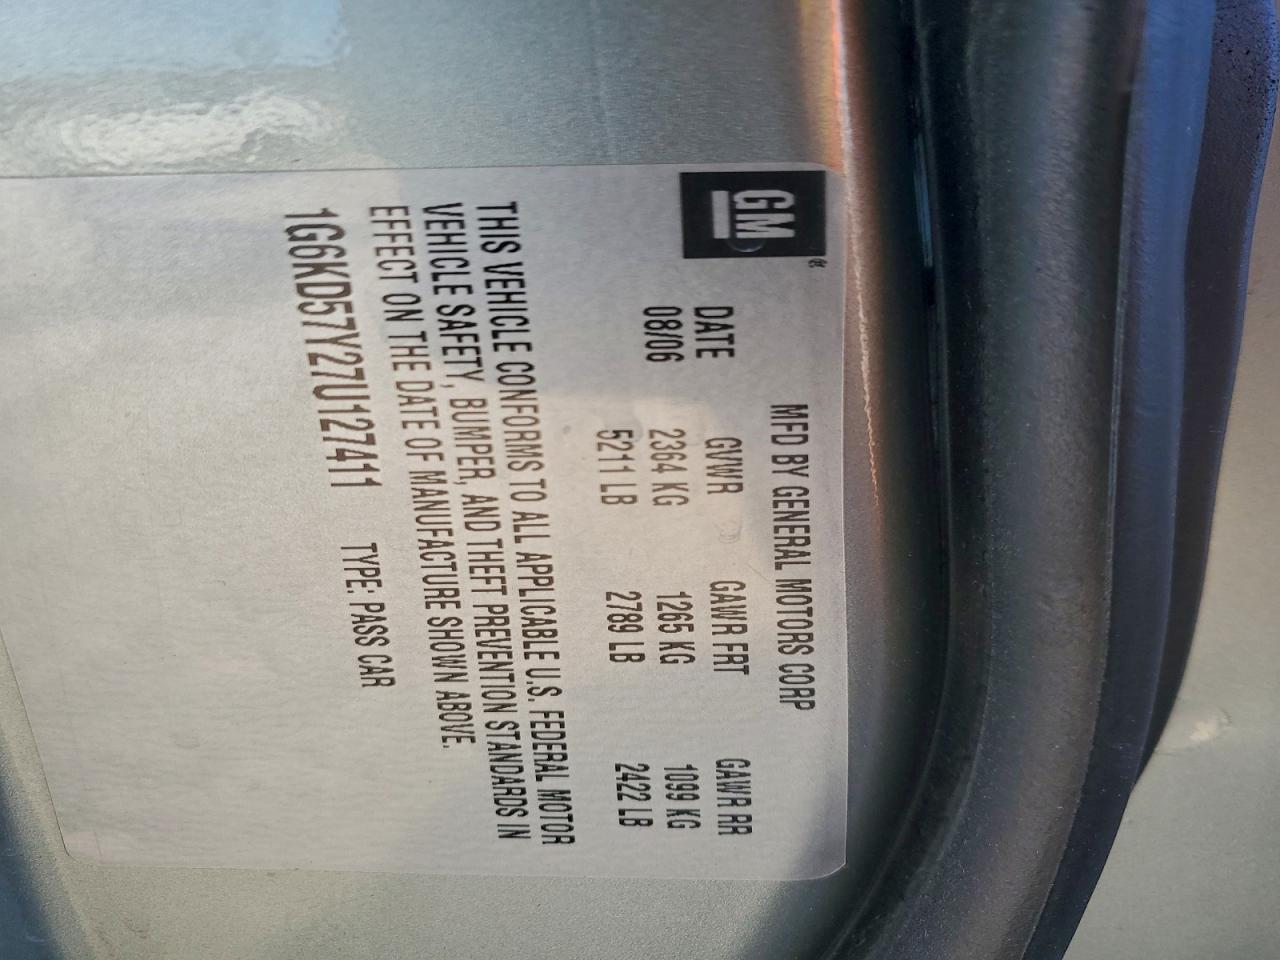 GM®
MFD BY GENERAL MOTORS CORP
DATE GVWR GAWR FRT GAWR RR
08/06 2364 KG 1265 KG 1099 KG
5211 LB 2789 LB 2422 LB
THIS VEHICLE CONFORMS TO ALL APPLICABLE U.S. FEDERAL MOTOR
VEHICLE SAFETY, BUMPER, AND THEFT PREVENTION STANDARDS IN
EFFECT ON THE DATE OF MANUFACTURE SHOWN ABOVE.
1G6KD57Y27U127411 TYPE: PASS CAR